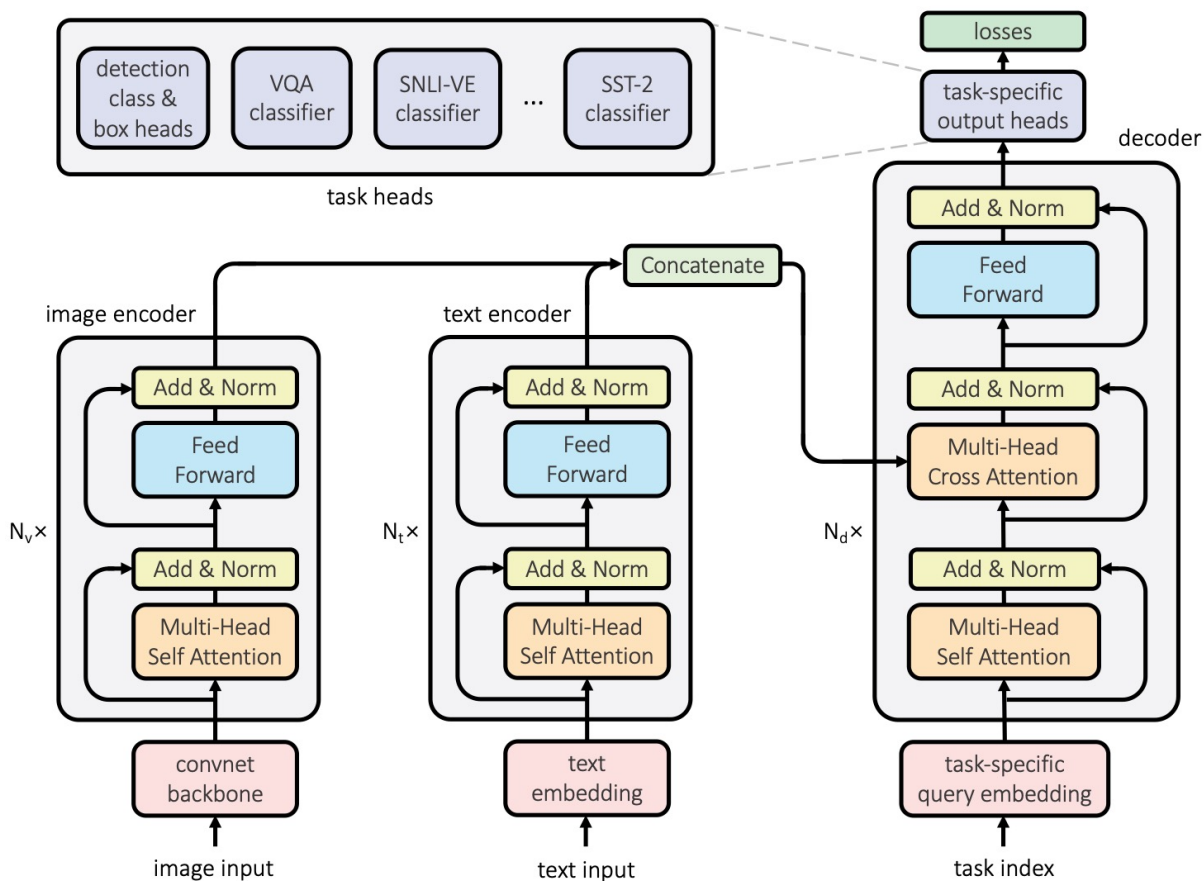 detection
class &
box heads
VQA
classifier
SNLI-VE
classifier
...
SST-2
classifier
task heads
losses
task-specific
output heads
decoder
Add & Norm
Feed
Forward
Add & Norm
Multi-Head
Cross Attention
N_d×
Add & Norm
Multi-Head
Self Attention
task-specific
query embedding
task index
Concatenate
image encoder
Add & Norm
Feed
Forward
N_v×
Add & Norm
Multi-Head
Self Attention
convnet
backbone
image input
text encoder
Add & Norm
Feed
Forward
N_t×
Add & Norm
Multi-Head
Self Attention
text
embedding
text input